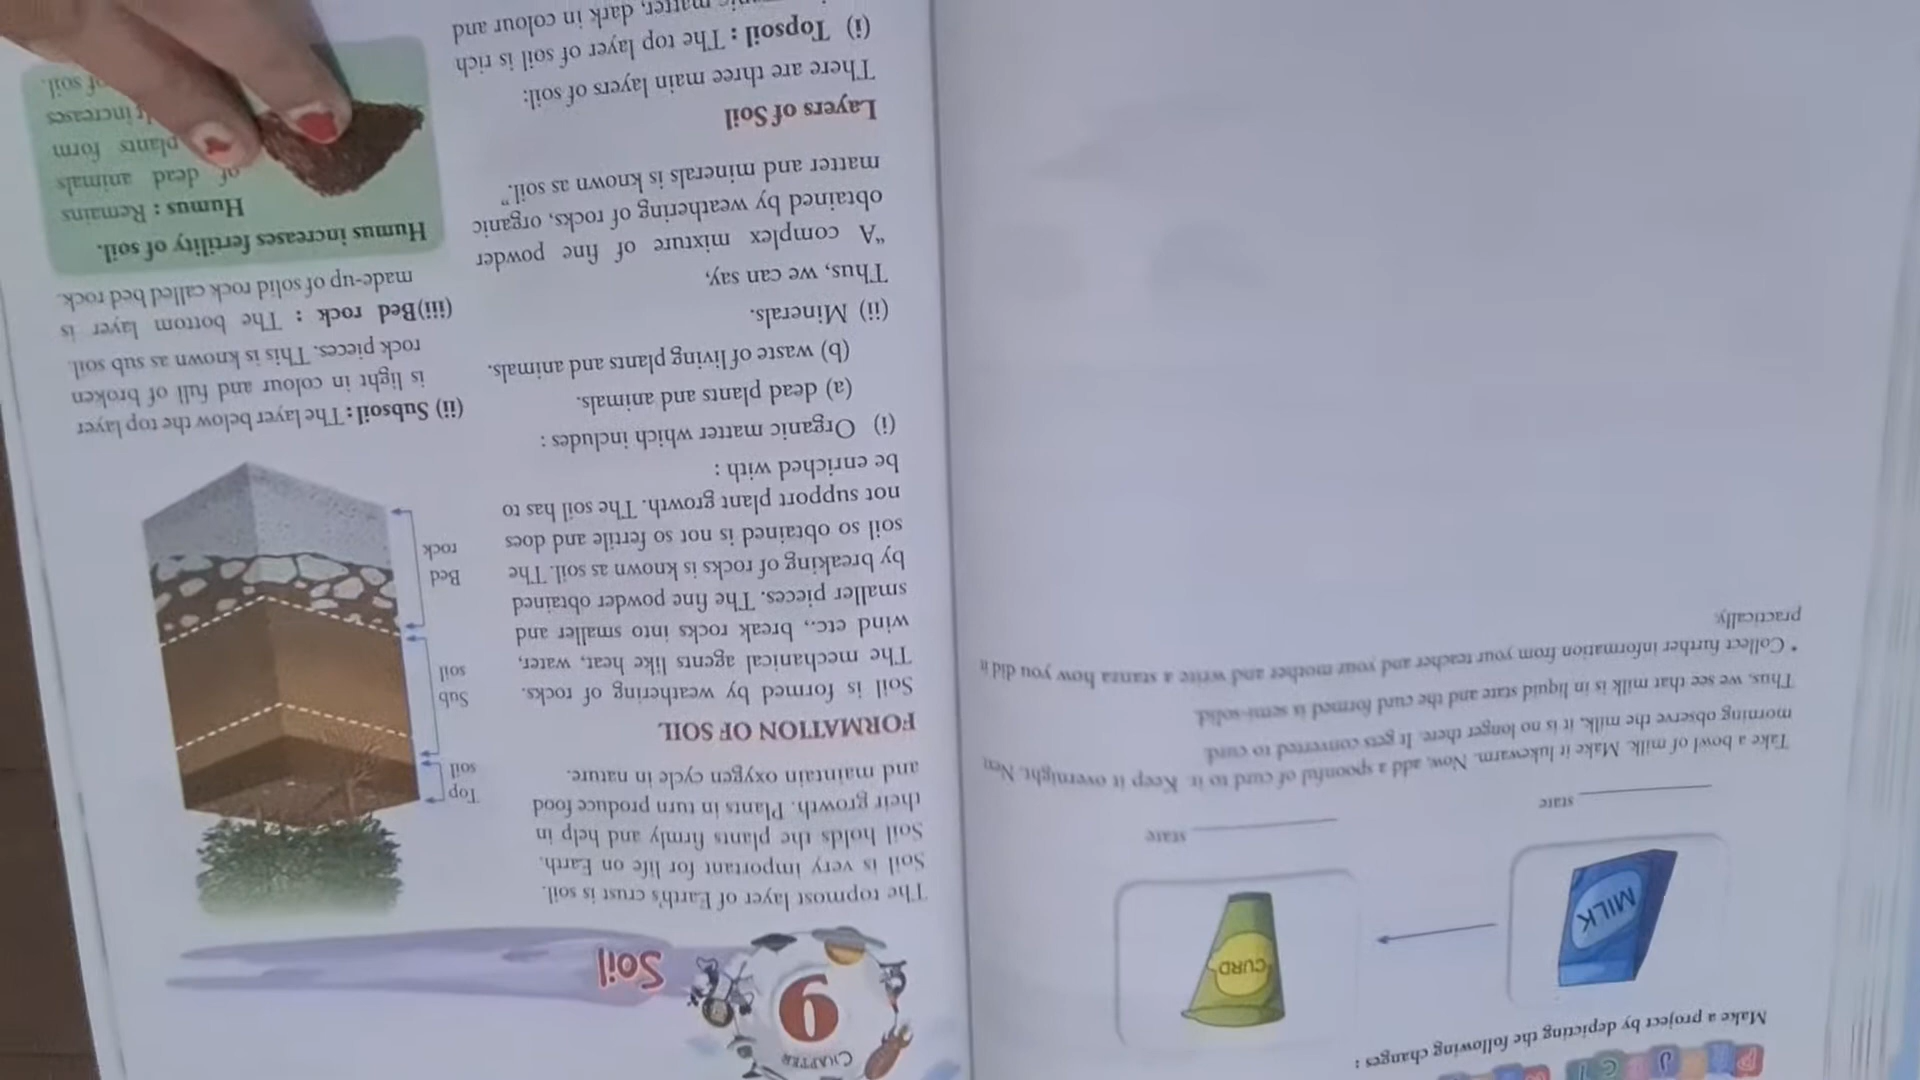 PROJECT
Make a project by depicting the following changes :
MILK
CURD
state
state
Take a bowl of milk. Make it lukewarm. Now, add a spoonful of curd to it. Keep it overnight.
morning observe the milk, it is no longer there. It gets converted to curd.
Thus, we see that milk is in liquid state and the curd formed is semi-solid.
* Collect further information from your teacher and your mother and write a stanza how you did it
practically.
CHAPTER
9
Soil
The topmost layer of Earth's crust is soil.
Soil is very important for life on Earth.
Soil holds the plants firmly and help in
their growth. Plants in turn produce food
and maintain oxygen cycle in nature.
FORMATION OF SOIL
Soil is formed by weathering of rocks.
The mechanical agents like heat, water,
wind etc., break rocks into smaller and
smaller pieces. The fine powder obtained
by breaking of rocks is known as soil. The
soil so obtained is not so fertile and does
not support plant growth. The soil has to
be enriched with :
(i) Organic matter which includes :
(a) dead plants and animals.
(b) waste of living plants and animals.
(ii) Minerals.
Thus, we can say,
"A complex mixture of fine powder
obtained by weathering of rocks, organic
matter and minerals is known as soil."
Layers of Soil
There are three main layers of soil:
(i) Topsoil : The top layer of soil is rich
matter, dark in colour and
Top
soil
Sub
soil
Bed
rock
(ii) Subsoil : The layer below the top layer
is light in colour and full of broken
rock pieces. This is known as sub soil.
(iii)Bed rock : The bottom layer is
made-up of solid rock called bed rock.
Humus increases fertility of soil.
Humus : Remains
of dead animals
plants form
increases
of soil.